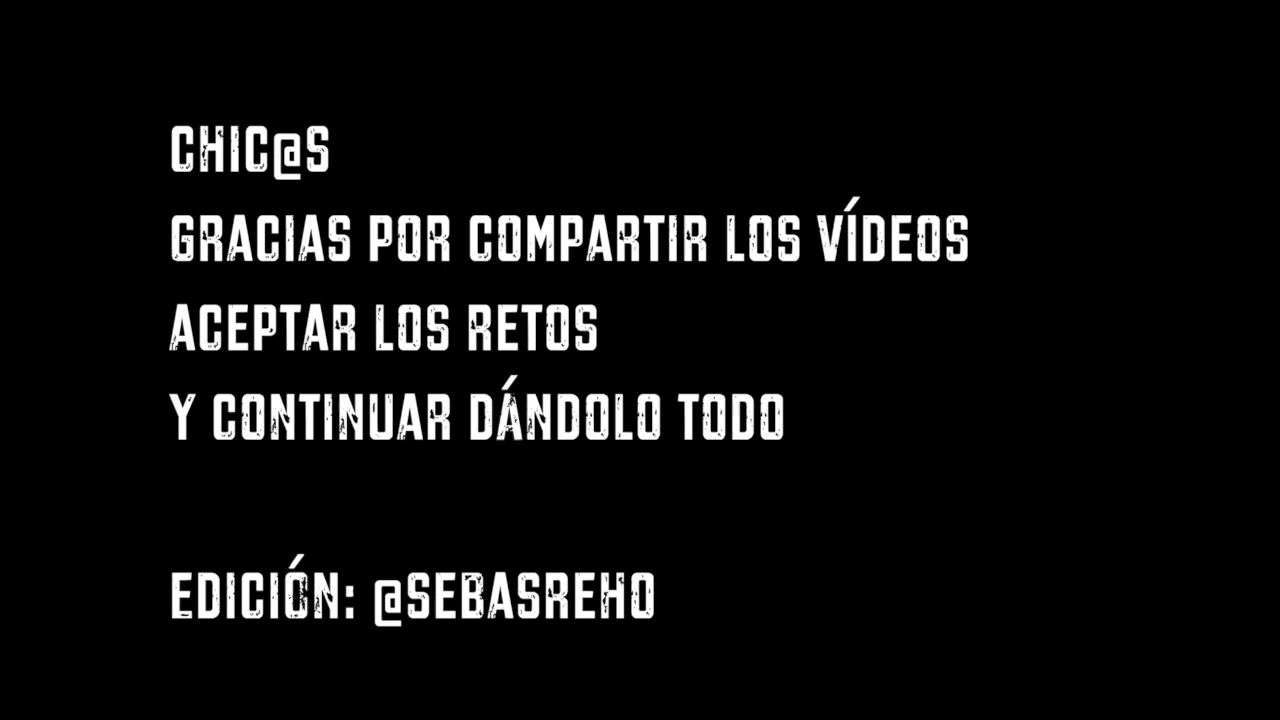 CHIC@S
GRACIAS POR COMPARTIR LOS VÍDEOS
ACEPTAR LOS RETOS
Y CONTINUAR DÁNDOLO TODO
EDICIÓN: @SEBASREHO